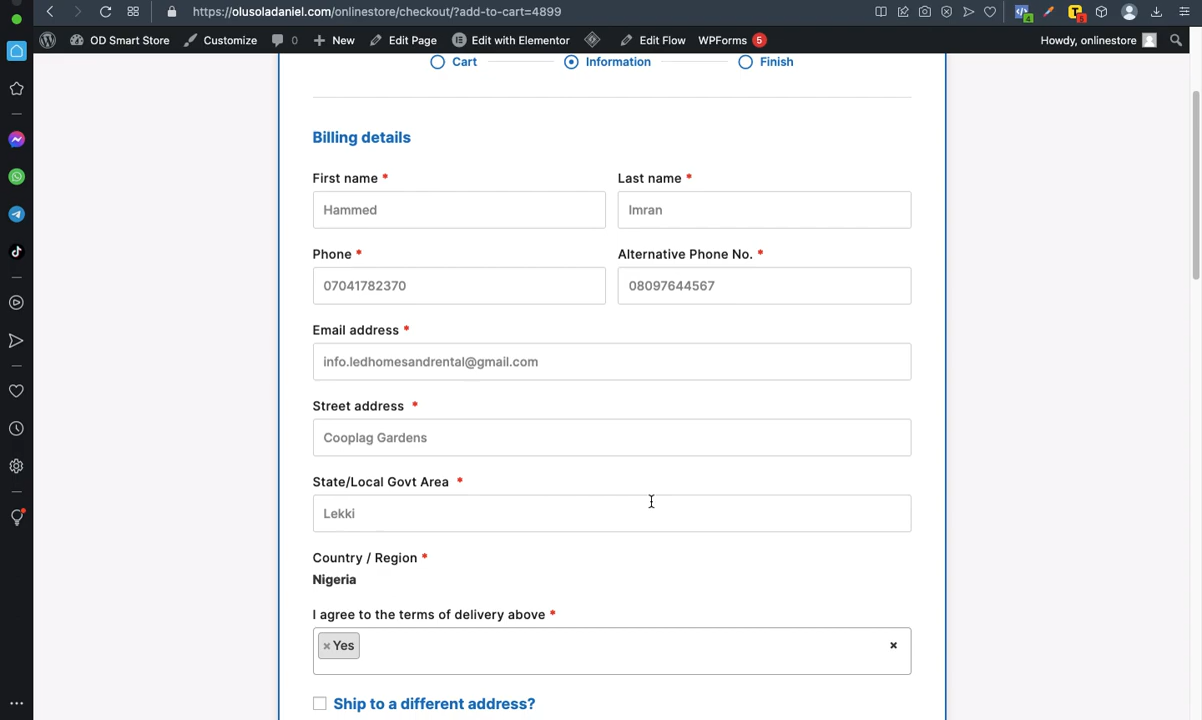 https://olusoladaniel.com/onlinestore/checkout/?add-to-cart=4899
4
5
OD Smart Store Customize 0 New Edit Page Edit with Elementor Edit Flow WPForms 5 Howdy, onlinestore
Cart Information Finish
Billing details
First name * Last name *
Hammed Imran
Phone * Alternative Phone No. *
07041782370 08097644567
Email address *
info.ledhomesandrental@gmail.com
Street address *
Cooplag Gardens
State/Local Govt Area *
Lekki
Country / Region *
Nigeria
I agree to the terms of delivery above *
× Yes ×
Ship to a different address?